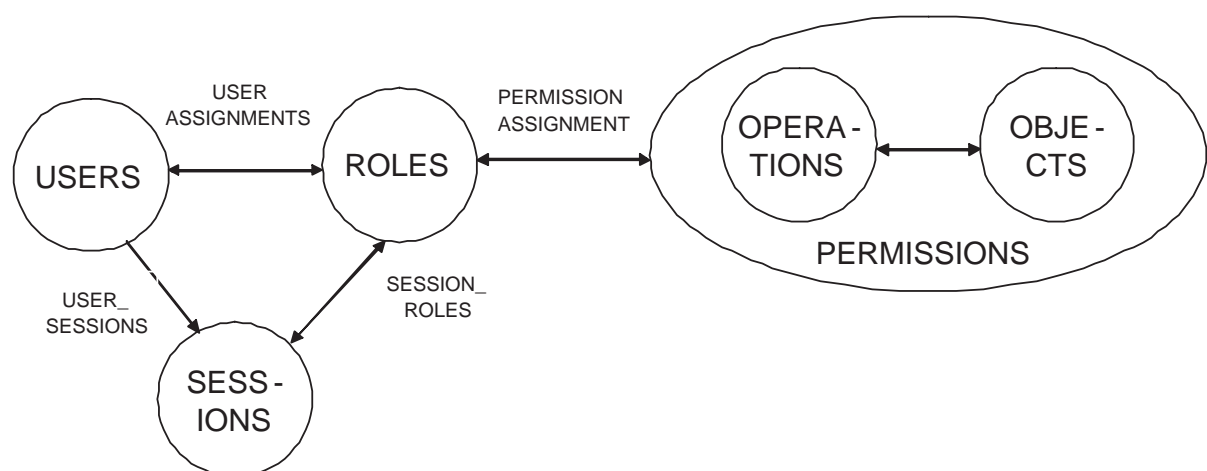 USER
ASSIGNMENTS
PERMISSION
ASSIGNMENT
USERS
ROLES
OPERA-
TIONS
OBJE-
CTS
PERMISSIONS
USER_
SESSIONS
SESSION_
ROLES
SESS-
IONS